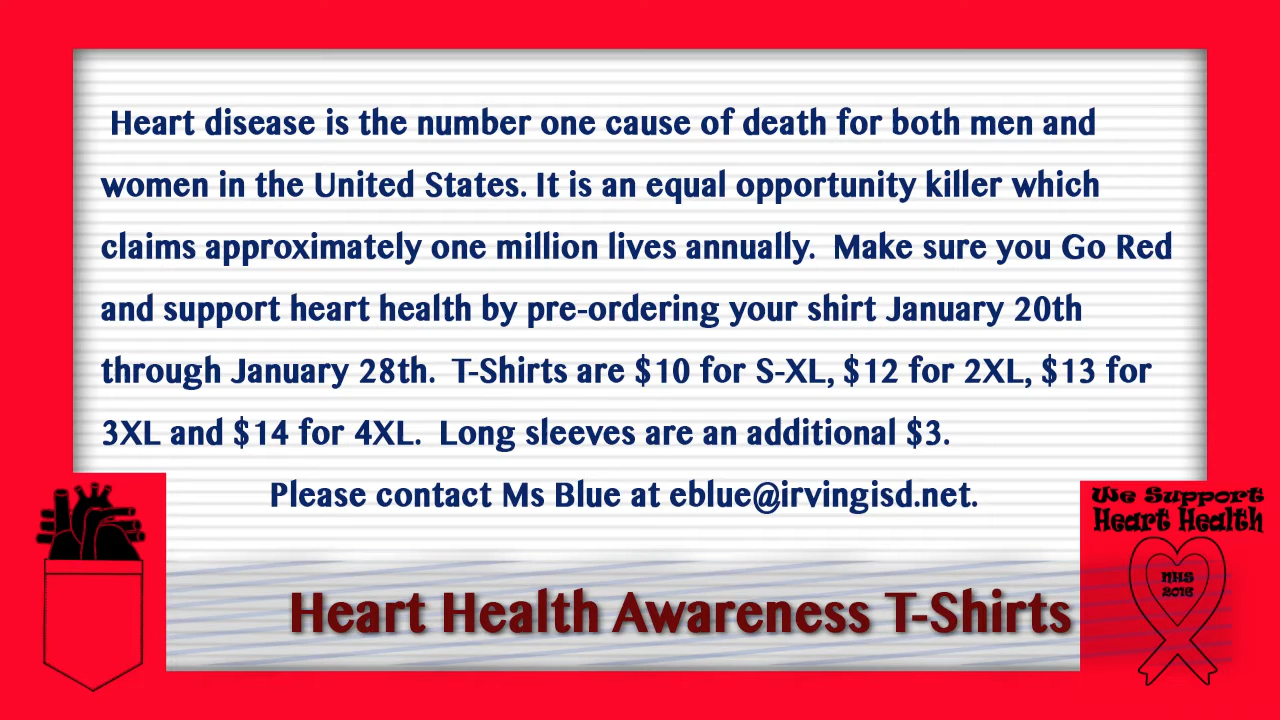 Heart disease is the number one cause of death for both men and
women in the United States. It is an equal opportunity killer which
claims approximately one million lives annually.  Make sure you Go Red
and support heart health by pre-ordering your shirt January 20th
through January 28th.  T-Shirts are $10 for S-XL, $12 for 2XL, $13 for
3XL and $14 for 4XL.  Long sleeves are an additional $3.
Please contact Ms Blue at eblue@irvingisd.net.
We Support
Heart Health
NHS
2016
Heart Health Awareness T-Shirts